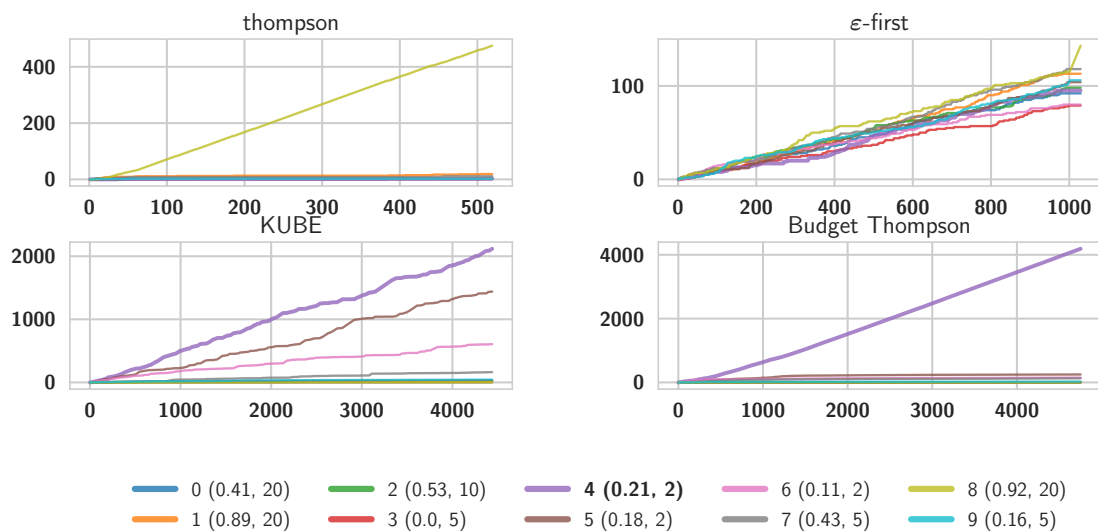 thompson
ε-first
400
200
0
0 100 200 300 400 500
100
0
0 200 400 600 800 1000
KUBE
Budget Thompson
2000
1000
0
0 1000 2000 3000 4000
4000
2000
0
0 1000 2000 3000 4000
0 (0.41, 20)
2 (0.53, 10)
4 (0.21, 2)
6 (0.11, 2)
8 (0.92, 20)
1 (0.89, 20)
3 (0.0, 5)
5 (0.18, 2)
7 (0.43, 5)
9 (0.16, 5)